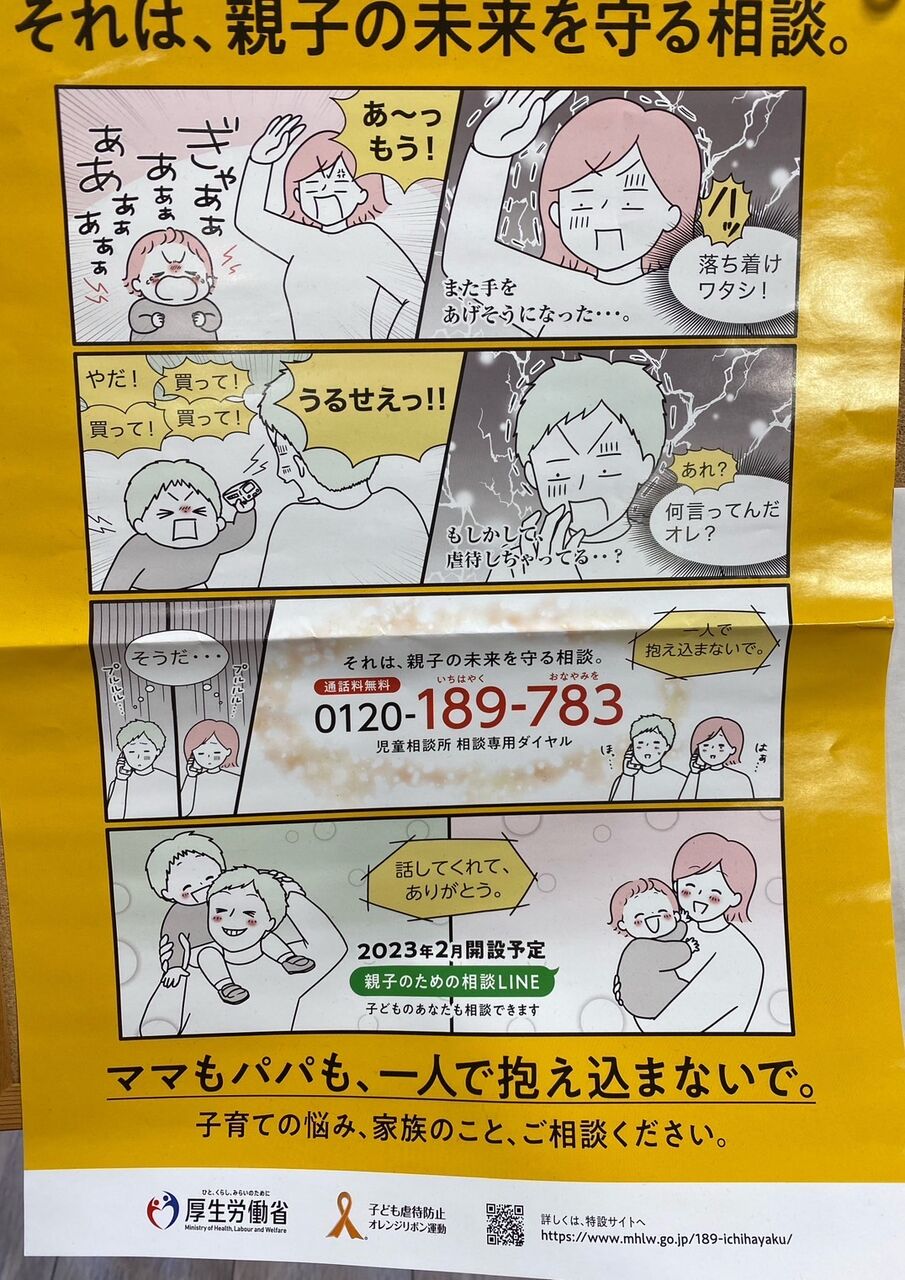 それは、親子の未来を守る相談。
ぎゃぁぁ
ぁぁぁ
ぁぁ
ぁぁ
ぁぁぁ
あ〜っ
もう！
また手を
あげそうになった・・・。
ハッ
落ち着け
ワタシ！
やだ！
買って！
買って！
買って！
うるせえっ!!
もしかして、
虐待しちゃってる・・？
あれ？
何言ってんだ
オレ？
そうだ・・・
プルルル…
プルルル…
それは、親子の未来を守る相談。
通話料無料
いちはやく おなやみを
0120-189-783
児童相談所 相談専用ダイヤル
一人で
抱え込まないで。
ほ、…
はぁ…
話してくれて、
ありがとう。
2023年2月開設予定
親子のための相談LINE
子どものあなたも相談できます
ママもパパも、一人で抱え込まないで。
子育ての悩み、家族のこと、ご相談ください。
ひと、くらし、みらいのために
厚生労働省
Ministry of Health, Labour and Welfare
子ども虐待防止
オレンジリボン運動
詳しくは、特設サイトへ
https://www.mhlw.go.jp/189-ichihayaku/